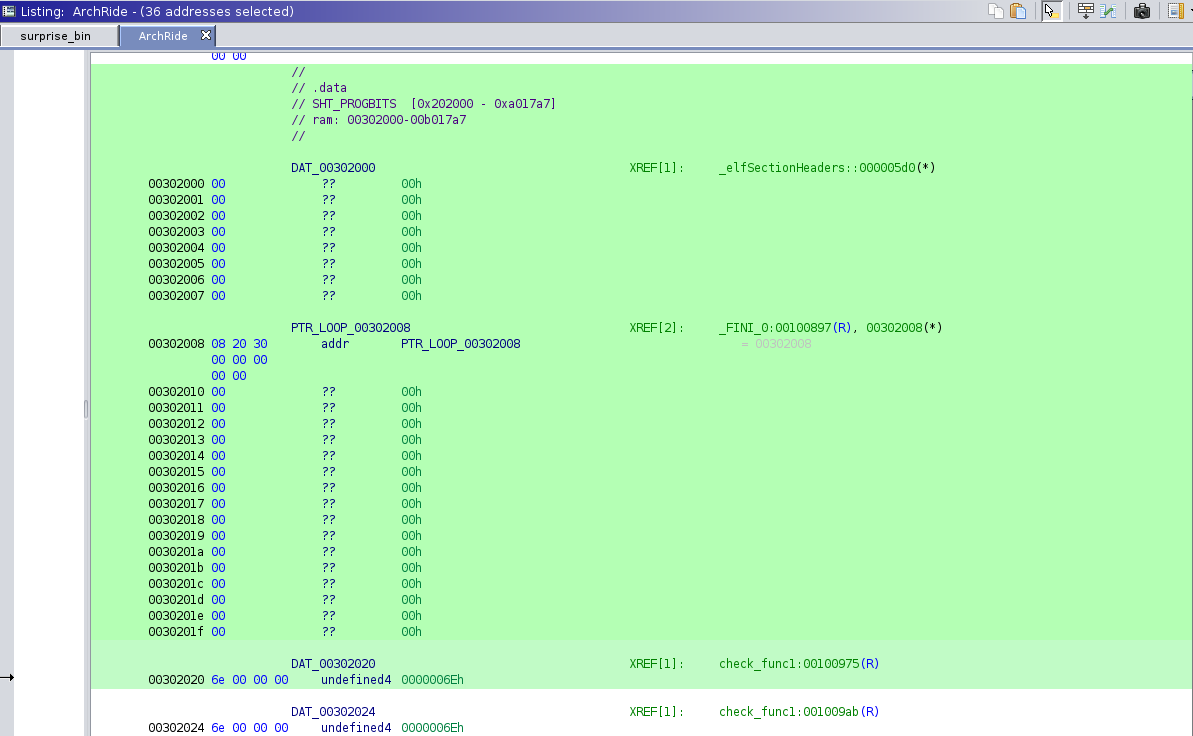 Listing: ArchRide - (36 addresses selected)
surprise_bin ArchRide
00 00
//
// .data
// SHT_PROGBITS [0x202000 - 0xa017a7]
// ram: 00302000-00b017a7
//
DAT_00302000 XREF[1]: _elfSectionHeaders::000005d0(*)
00302000 00 ?? 00h
00302001 00 ?? 00h
00302002 00 ?? 00h
00302003 00 ?? 00h
00302004 00 ?? 00h
00302005 00 ?? 00h
00302006 00 ?? 00h
00302007 00 ?? 00h
PTR_LOOP_00302008 XREF[2]: _FINI_0:00100897(R), 00302008(*)
00302008 08 20 30 addr PTR_LOOP_00302008 = 00302008
00 00 00
00 00
00302010 00 ?? 00h
00302011 00 ?? 00h
00302012 00 ?? 00h
00302013 00 ?? 00h
00302014 00 ?? 00h
00302015 00 ?? 00h
00302016 00 ?? 00h
00302017 00 ?? 00h
00302018 00 ?? 00h
00302019 00 ?? 00h
0030201a 00 ?? 00h
0030201b 00 ?? 00h
0030201c 00 ?? 00h
0030201d 00 ?? 00h
0030201e 00 ?? 00h
0030201f 00 ?? 00h
DAT_00302020 XREF[1]: check_func1:00100975(R)
00302020 6e 00 00 00 undefined4 0000006Eh
DAT_00302024 XREF[1]: check_func1:001009ab(R)
00302024 6e 00 00 00 undefined4 0000006Eh